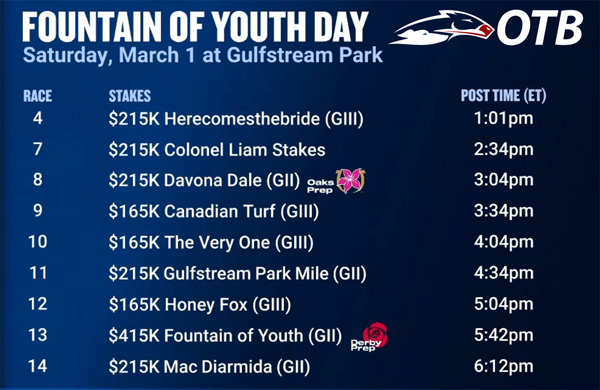 FOUNTAIN OF YOUTH DAY
OTB
Saturday, March 1 at Gulfstream Park
RACE STAKES POST TIME (ET)
4 $215K Herecomesthebride (GIII) 1:01pm
7 $215K Colonel Liam Stakes 2:34pm
8 $215K Davona Dale (GII) Oaks Prep 3:04pm
9 $165K Canadian Turf (GIII) 3:34pm
10 $165K The Very One (GIII) 4:04pm
11 $215K Gulfstream Park Mile (GII) 4:34pm
12 $165K Honey Fox (GIII) 5:04pm
13 $415K Fountain of Youth (GII) Derby Prep 5:42pm
14 $215K Mac Diarmida (GII) 6:12pm